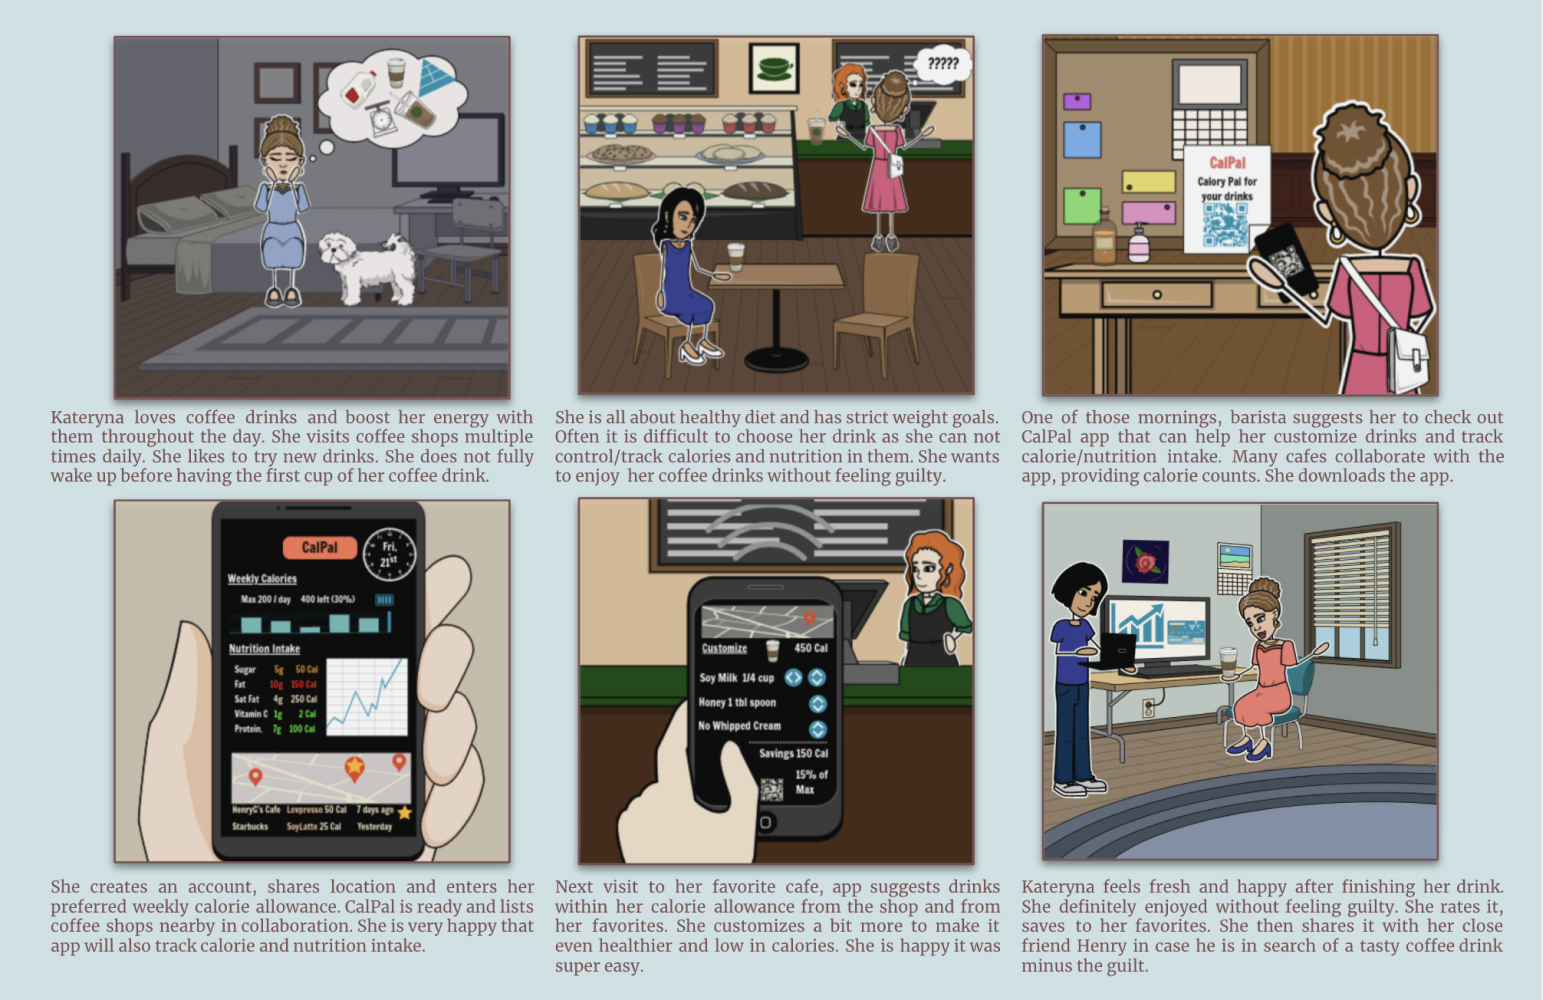 ?????
CalPal
Calory Pal for
your drinks
Kateryna loves coffee drinks and boost her energy with
them throughout the day. She visits coffee shops multiple
times daily. She likes to try new drinks. She does not fully
wake up before having the first cup of her coffee drink.
She is all about healthy diet and has strict weight goals.
Often it is difficult to choose her drink as she can not
control/track calories and nutrition in them. She wants
to enjoy her coffee drinks without feeling guilty.
One of those mornings, barista suggests her to check out
CalPal app that can help her customize drinks and track
calorie/nutrition intake. Many cafes collaborate with the
app, providing calorie counts. She downloads the app.
CalPal
Fri,
21st
Weekly Calories
Max 200 / day 400 left (30%)
Nutrition Intake
Sugar 5g 50 Cal
Fat 10g 150 Cal
Sat Fat 4g 250 Cal
Vitamin C 1g 2 Cal
Protein. 7g 100 Cal
HenryC's Cafe Lovpresso 50 Cal 7 days ago
Starbucks SoyLatte 25 Cal Yesterday
Customize 450 Cal
Soy Milk 1/4 cup
Honey 1 tbl spoon
No Whipped Cream
Savings 150 Cal
15% of
Max
She creates an account, shares location and enters her
preferred weekly calorie allowance. CalPal is ready and lists
coffee shops nearby in collaboration. She is very happy that
app will also track calorie and nutrition intake.
Next visit to her favorite cafe, app suggests drinks
within her calorie allowance from the shop and from
her favorites. She customizes a bit more to make it
even healthier and low in calories. She is happy it was
super easy.
Kateryna feels fresh and happy after finishing her drink.
She definitely enjoyed without feeling guilty. She rates it,
saves to her favorites. She then shares it with her close
friend Henry in case he is in search of a tasty coffee drink
minus the guilt.